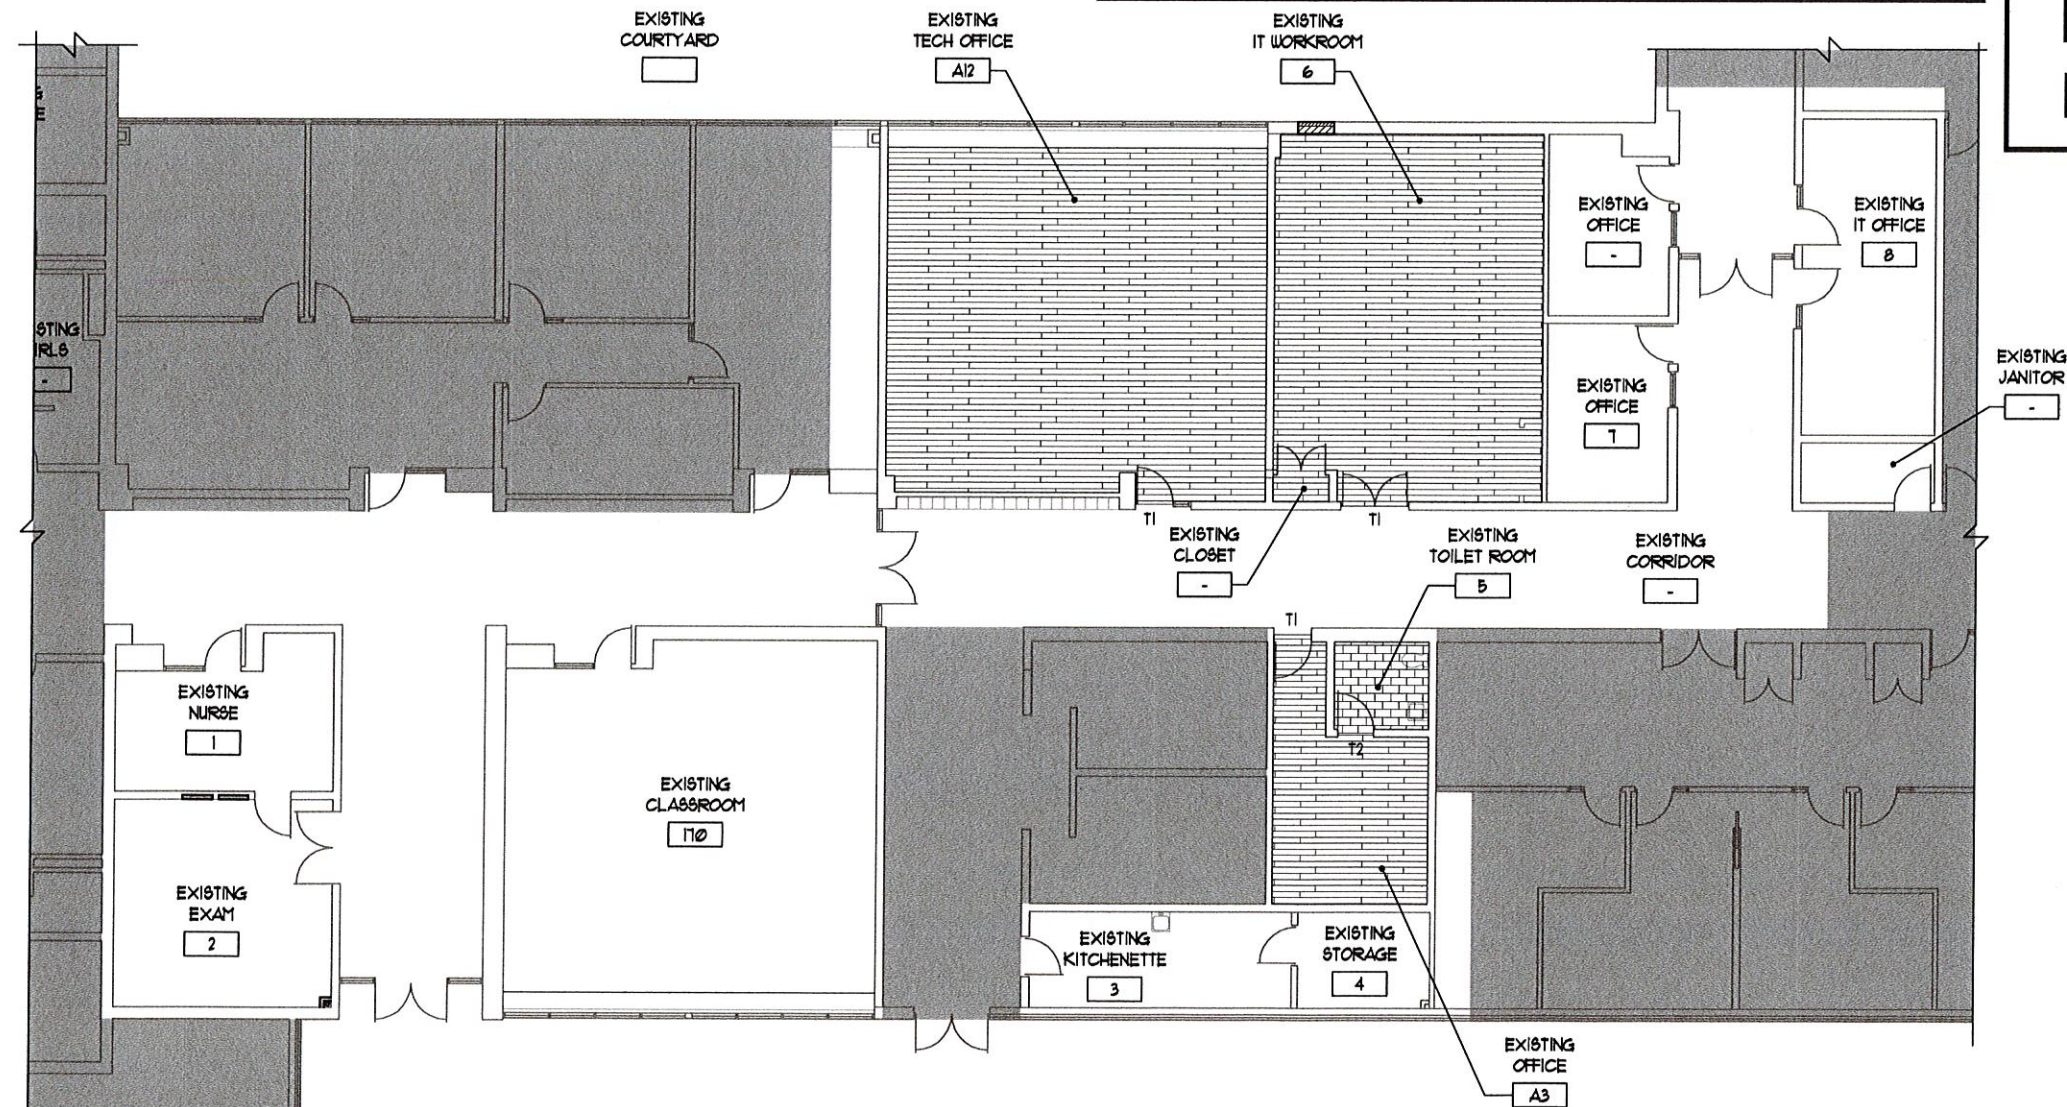 EXISTING
COURTYARD
EXISTING
TECH OFFICE
A12
EXISTING
IT WORKROOM
6
EXISTING
OFFICE
-
EXISTING
IT OFFICE
8
STING
IRLS
-
EXISTING
JANITOR
-
EXISTING
OFFICE
7
T1
T1
EXISTING
CLOSET
-
EXISTING
TOILET ROOM
5
EXISTING
CORRIDOR
-
T1
EXISTING
NURSE
1
T2
EXISTING
CLASSROOM
170
EXISTING
EXAM
2
EXISTING
KITCHENETTE
3
EXISTING
STORAGE
4
EXISTING
OFFICE
A3